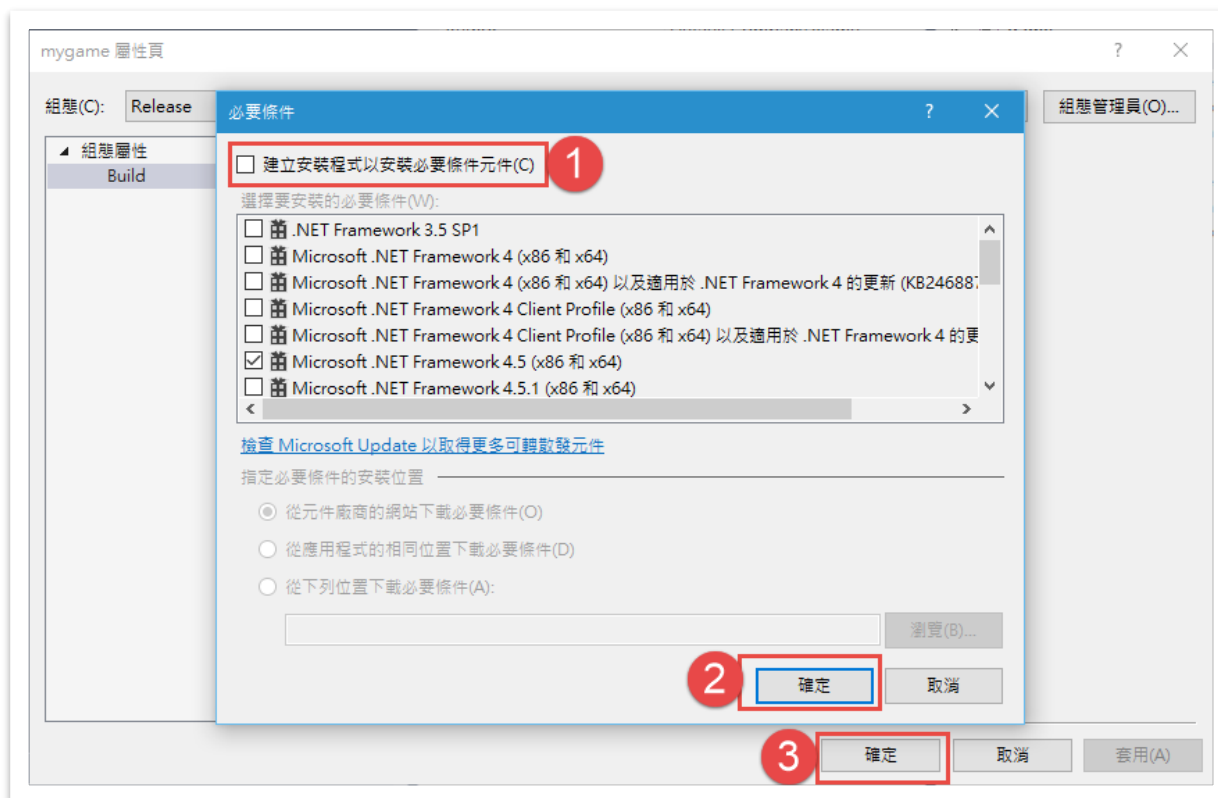 mygame 屬性頁
組態(C): Release
組態管理員(O)...
組態屬性
Build
必要條件
建立安裝程式以安裝必要條件元件(C)
1
選擇要安裝的必要條件(W):
.NET Framework 3.5 SP1
Microsoft .NET Framework 4 (x86 和 x64)
Microsoft .NET Framework 4 (x86 和 x64) 以及適用於 .NET Framework 4 的更新 (KB246887
Microsoft .NET Framework 4 Client Profile (x86 和 x64)
Microsoft .NET Framework 4 Client Profile (x86 和 x64) 以及適用於 .NET Framework 4 的更
Microsoft .NET Framework 4.5 (x86 和 x64)
Microsoft .NET Framework 4.5.1 (x86 和 x64)
檢查 Microsoft Update 以取得更多可轉散發元件
指定必要條件的安裝位置
從元件廠商的網站下載必要條件(O)
從應用程式的相同位置下載必要條件(D)
從下列位置下載必要條件(A):
瀏覽(B)...
2
確定
取消
3
確定
取消
套用(A)